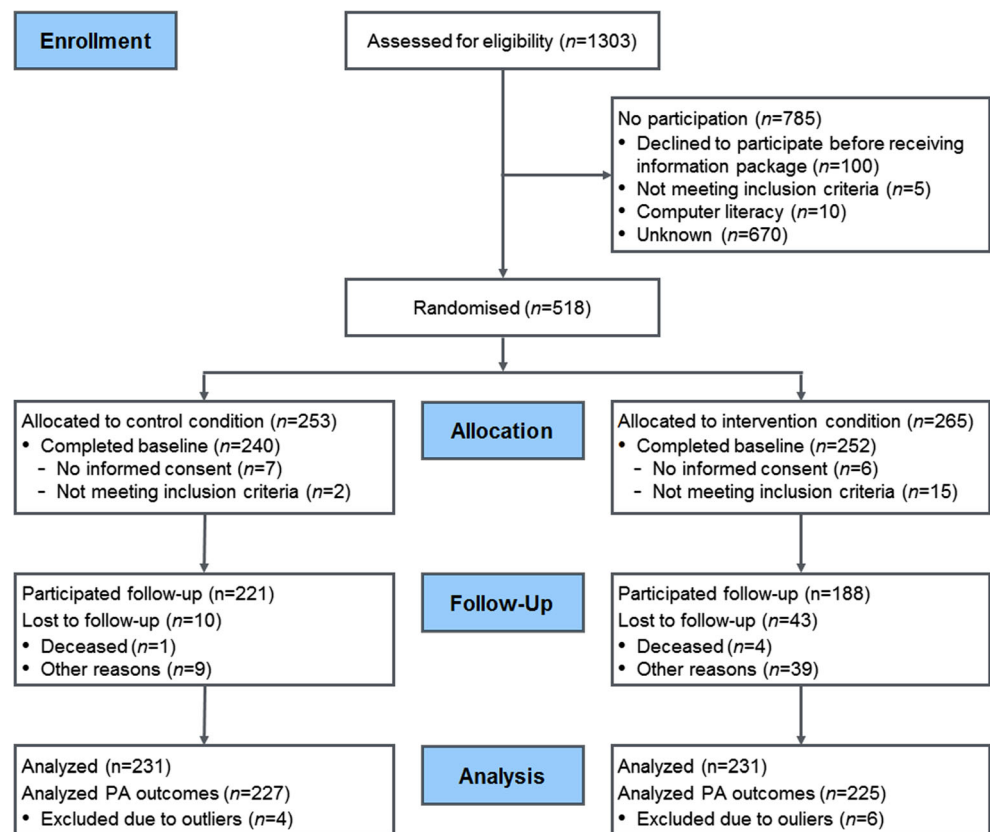 Enrollment
Assessed for eligibility (n=1303)
No participation (n=785)
• Declined to participate before receiving
information package (n=100)
• Not meeting inclusion criteria (n=5)
• Computer literacy (n=10)
• Unknown (n=670)
Randomised (n=518)
Allocated to control condition (n=253)
• Completed baseline (n=240)
- No informed consent (n=7)
- Not meeting inclusion criteria (n=2)
Allocation
Allocated to intervention condition (n=265)
• Completed baseline (n=252)
- No informed consent (n=6)
- Not meeting inclusion criteria (n=15)
Participated follow-up (n=221)
Lost to follow-up (n=10)
• Deceased (n=1)
• Other reasons (n=9)
Follow-Up
Participated follow-up (n=188)
Lost to follow-up (n=43)
• Deceased (n=4)
• Other reasons (n=39)
Analyzed (n=231)
Analyzed PA outcomes (n=227)
• Excluded due to outliers (n=4)
Analysis
Analyzed (n=231)
Analyzed PA outcomes (n=225)
• Excluded due to outliers (n=6)